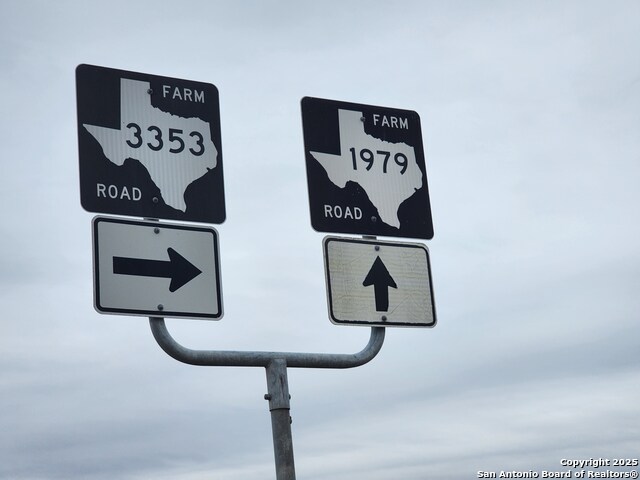 FARM
3353
ROAD
FARM
1979
ROAD
Copyright 2025
San Antonio Board of Realtors®